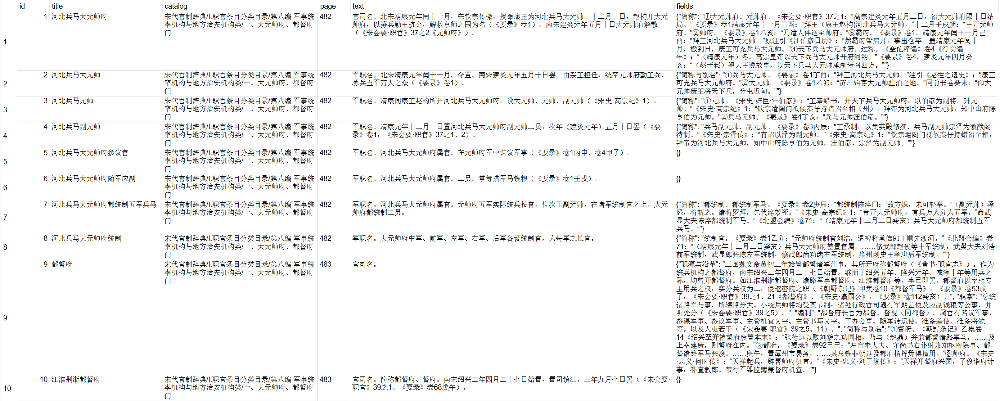 id title catalog page text fields
1
1 河北兵马大元帅府
宋代官制辞典/I.职官条目分类目录/第八编 军事统
率机构与地方治安机构类/一、大元帅府、都督府
门
482
官司名。北宋靖康元年闰十一月，宋钦宗传檄，授命康王为河北兵马大元帅。十二月一日，赵构开大元
帅府，以募兵勤王抗金，解救京师之围为名（《要录》卷1）。南宋建炎元年五月十日大元帅府解散
（《宋会要·职官》37之2《元帅府》）。
{"简称": "①大元帅府、元帅府。《宋会要·职官》37之1：“高宗建炎元年五月二日，诏大元帅府限十日结
局。”《要录》卷1靖康元年十一月己酉：“拜王（康王赵构)河北兵马大元帅。”十二月壬戌朔：“王开元帅
府。”②帅府。《要录》卷1乙亥：“乃遣人伴送至帅府。”③霸府。《要录》卷1，靖康元年闰十一月己
酉：“拜王河北兵马大元帅。”原注引《汪伯彦日历》：“然霸府肇启开，事出仓卒。盖靖康元年闰十一
月，檄到日，康王可充兵马大元帅。”④天下兵马大元帅府。过称。《金佗粹编》卷4《行实编
年》：“（靖康元年）冬，高宗皇帝以天下兵马大元帅开府河朔。”《要录》卷4，建炎元年四月癸
亥：“（赵子崧）望大王遵故事，以天下兵马大元帅承制号召四方。”"}
2
2 河北兵马大元帅
宋代官制辞典/I.职官条目分类目录/第八编 军事统
率机构与地方治安机构类/一、大元帅府、都督府
门
482
军职名。北宋靖康元年闰十一月，命置。南宋建炎元年五月十日罢。由亲王担任，统率元帅府勤王兵、
募兵五军万人之众（《要录》卷1）。
{"简称与别名": "①兵马大元帅。《要录》卷1丁酉：“拜王河北兵马大元帅。”注引《赵甡之遗史》：“康王
可充兵马大元帅府。”②大元帅。《要录》卷1乙卯：“济州始存大元帅驻泊之地。”同前书卷癸未：“仰大
元帅康王将天下兵，分屯近甸。”"}
3
3 河北兵马元帅
宋代官制辞典/I.职官条目分类目录/第八编 军事统
率机构与地方治安机构类/一、大元帅府、都督府
门
482
军职名。靖康间康王赵构所开河北兵马大元帅府，设大元帅、元帅、副元帅（《宋史·高宗纪》1）。
{"简称": "①元帅。《宋史·奸臣·汪伯彦》：“王奉蜡书，开天下兵马大元帅府，以伯彦为副将。升元
帅。”《宋史·高宗纪》1：“钦宗遣阎门祗候秦仔持蜡诏至相（州），拜帝为河北兵马大元帅，知中山府陈
亨伯为元帅。”②兵马元帅。《要录》卷4丁亥：“兵马元帅汪伯彦。”"}
4
4 河北兵马副元帅
宋代官制辞典/I.职官条目分类目录/第八编 军事统
率机构与地方治安机构类/一、大元帅府、都督府
门
482
军职名。靖康元年十二月一日置河北兵马大元帅府副元帅二员，次年（建炎元年）五月十日罢（《要
录》卷1，《宋会要·职官》37之1、2）。
{"简称": "兵马副元帅、副元帅。《要录》卷3丙辰：“王承制，以集英殿修撰、兵马副元帅宗泽为徽猷阁
待制。”《宋史·宗泽传》：“有诏以泽为副元帅。”《宋史·高宗纪》1：“钦宗遣阁门祗候秦仔持蜡诏至相，
拜帝为河北兵马大元帅，知中山府陈亨伯为元帅，汪伯彦、宗泽为副元帅。”"}
5
5 河北兵马大元帅府参议官
宋代官制辞典/I.职官条目分类目录/第八编 军事统
率机构与地方治安机构类/一、大元帅府、都督府
门
482
军职名。河北兵马大元帅府属官。在元帅府军中谋议军事（《要录》卷1丙申、卷4甲子）。
{}
6
6 河北兵马大元帅府随军应副
宋代官制辞典/I.职官条目分类目录/第八编 军事统
率机构与地方治安机构类/一、大元帅府、都督府
门
482
军职名。河北兵马大元帅府属官。二员。掌筹措军马钱粮（《要录》卷1壬戌）。
{}
7
7 河北兵马大元帅府都统制五军兵马
宋代官制辞典/I.职官条目分类目录/第八编 军事统
率机构与地方治安机构类/一、大元帅府、都督府
门
482
军职名。河北兵马大元帅府属官。元帅府五军实际统兵长官，位次于副元帅，在诸军统制官之上。大元
帅府都统制二员。
{"简称": "都统制、都统制军马。《要录》卷2庚辰：“都统制陈淬曰：‘敌方炽，未可轻举。’（副元帅）泽
怒，将斩之。诸将罗拜，乞代淬效死。”《宋史·高宗纪》1：“帝开大元帅府，有兵万人分为五军。”命武
显大夫陈淬都统制军马。”《北盟会编》卷71：“（靖康元年十二月二日癸亥）兵马大元帅府都统制五军
兵马。”"}
8
8 河北兵马大元帅府统制
宋代官制辞典/I.职官条目分类目录/第八编 军事统
率机构与地方治安机构类/一、大元帅府、都督府
门
482
军职名。大元帅府中军、前军、左军、右军、后军各设统制官，为每军之长官。
{"简称": "统制官。《要录》卷1乙卯：“元帅府统制官刘浩，遣裨将承信郎丁顺先渡河。”《北盟会编》卷
71：“（靖康元年十二月二日癸亥）兵马大元帅府差置官属。……修武郎赵俊等中军统制，武翼大夫刘浩
前军统制，武显郎张琼左军统制，修武郎尚功绪右军统制，巢州刺史王孝忠后军统制。”"}
9
9 都督府
宋代官制辞典/I.职官条目分类目录/第八编 军事统
率机构与地方治安机构类/一、大元帅府、都督府
门
483
官司名。
{"职源与沿革": "三国魏文帝黄初三年始置都督诸军州事，其所开府称都督府（《晋书·职官志》）。作为
统兵机构之都督府，南宋绍兴二年四月二十七日始置。继而于绍兴五年、隆兴元年、咸淳十年等用兵之
际，均曾开都督府。如江淮荆浙都督府、诸路军事都督府、江淮都督府等。事已即罢。都督府以宰相专
主用兵之权，实分兵权为二，侵枢密院之职（《朝野杂记》甲集卷10《都督军马》，《要录》卷53戊
子，《宋会要·职官》39之1、21《都督府》、《宋史·瀛国公》，《要录》卷112癸亥）。", "职掌": "总统
诸路军马事，所辖路分大、小统兵帅将均受其节制；诸处行政官司遇有军期差使及应副钱粮等公事，并
听处分（《宋会要·职官》39之5）。", "编制": "都督府长官为都督、督视（同都督）。属官有谘议军事、
参谋军事、参议军事、主管机宜文字、主管书写文字、干办公事、随军转运使、准备差使、准备将领
等。以及人吏若干（《宋会要·职官》39之5、11）。", "简称与别名": "①督府。《朝野杂记》乙集卷
14《绍兴至开禧督府废置本末》：“张德远以败刘貌之功同相，乃与（赵鼎）并兼都督诸路军马。……及
上幸建康，则督府在内。”②都府。《要录》卷92己巳：“左宣奉大夫、守尚书右仆射兼知枢密院事、都
督诸路军马张浚。……庚午，置潭州市易务，……其息钱非朝廷及都府指挥毋得擅用。”③帅府。《宋史
·忠义·何时传》：“天祥起兵，辟署帅府机宜。”《宋史·忠义·刘子俊传》：“天祥开督府兴国，子俊诣府计
事，补宣教郎、带行军器监簿兼督府机宜。”"}
10
10 江淮荆浙都督府
宋代官制辞典/I.职官条目分类目录/第八编 军事统
率机构与地方治安机构类/一、大元帅府、都督府
门
483
官司名。简称都督府、督府。南宋绍兴二年四月二十七日始置，置司镇江。三年九月七日罢（《宋会要·
职官》39之1、《要录》卷68戊午）。
{}